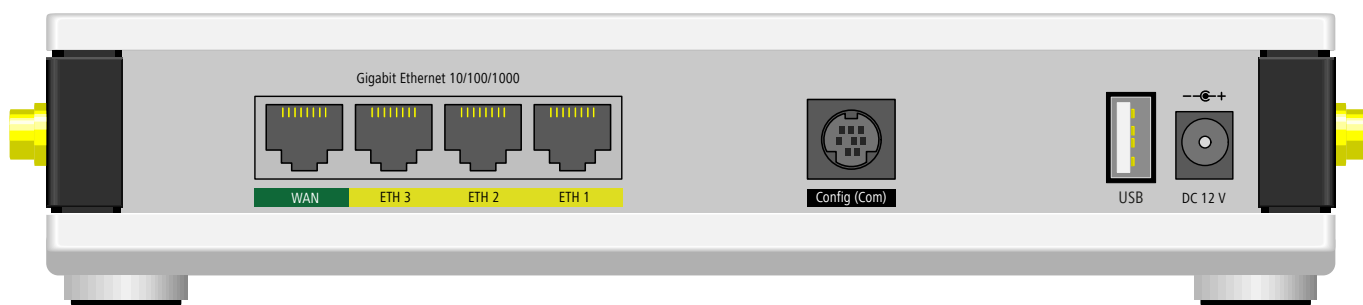 Gigabit Ethernet 10/100/1000
WAN
ETH 3
ETH 2
ETH 1
Config (Com)
USB
DC 12 V